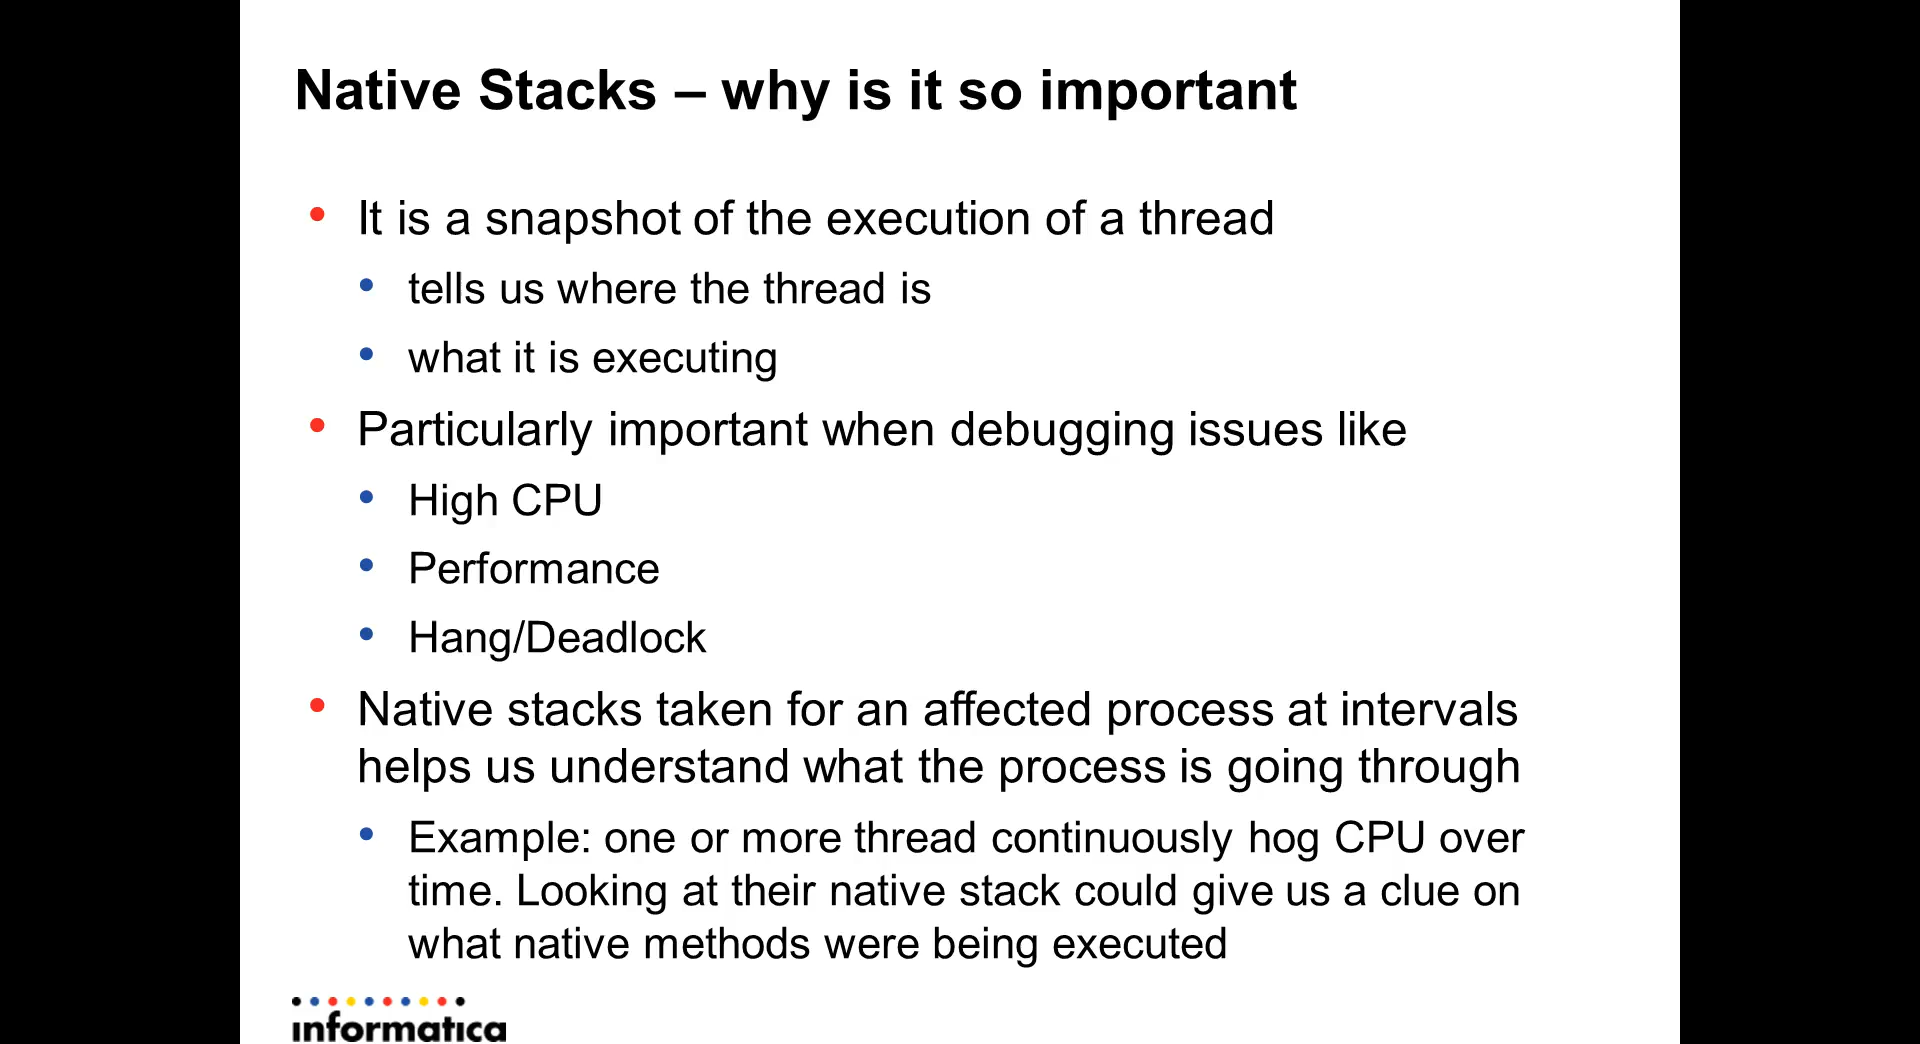 Native Stacks – why is it so important
It is a snapshot of the execution of a thread
tells us where the thread is
what it is executing
Particularly important when debugging issues like
High CPU
Performance
Hang/Deadlock
Native stacks taken for an affected process at intervals
helps us understand what the process is going through
Example: one or more thread continuously hog CPU over
time. Looking at their native stack could give us a clue on
what native methods were being executed
informatica